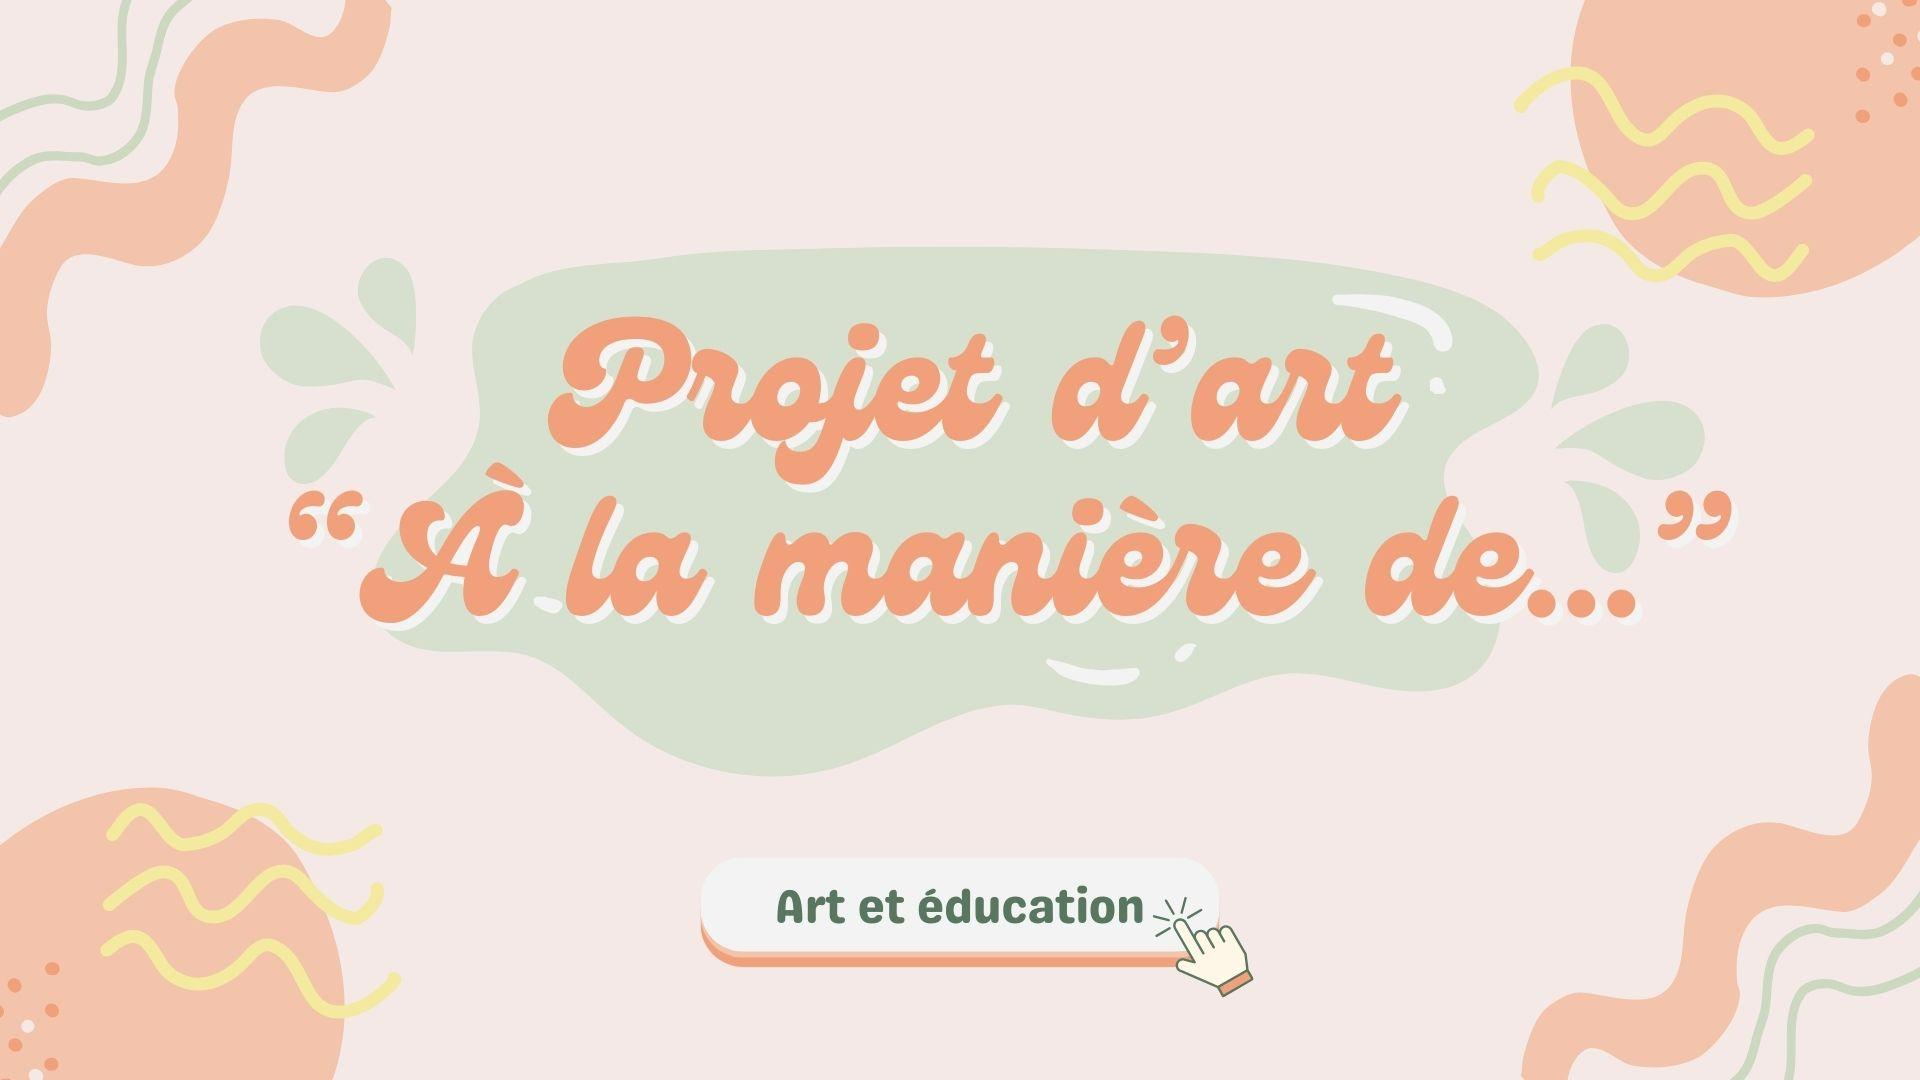 Projet d’art
“À la manière de...”
Art et éducation